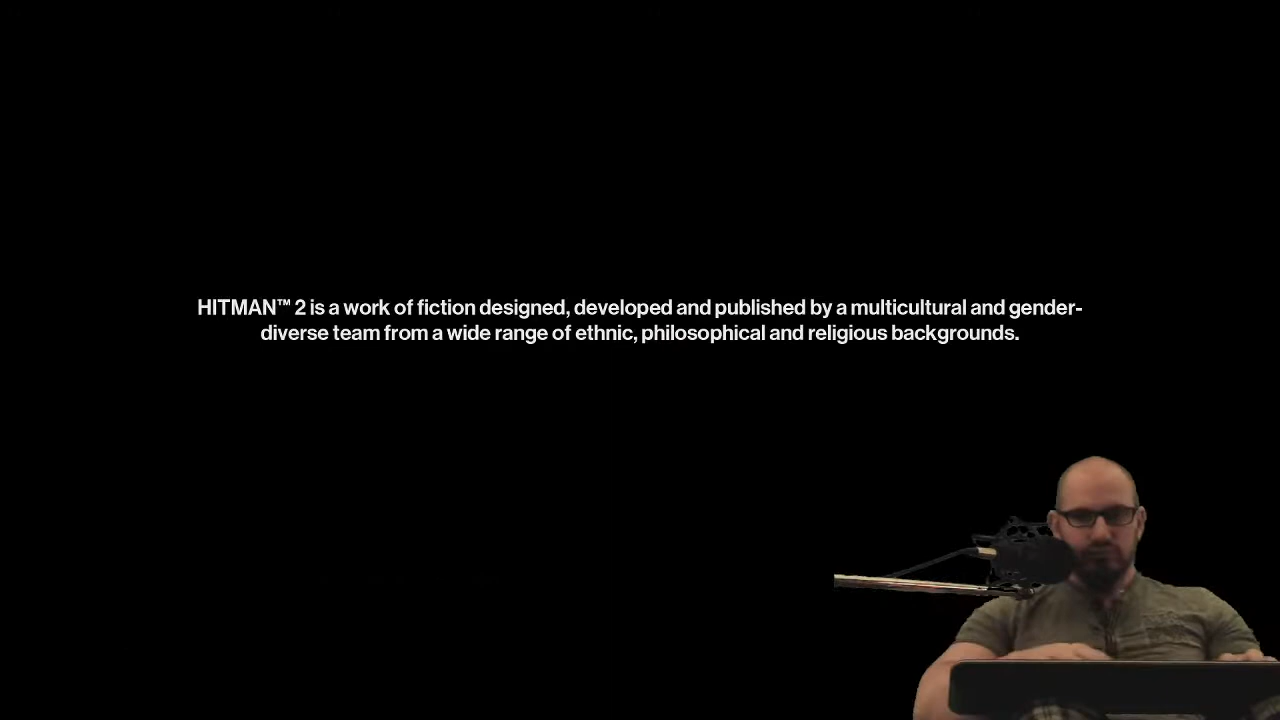 HITMAN™ 2 is a work of fiction designed, developed and published by a multicultural and gender-
diverse team from a wide range of ethnic, philosophical and religious backgrounds.